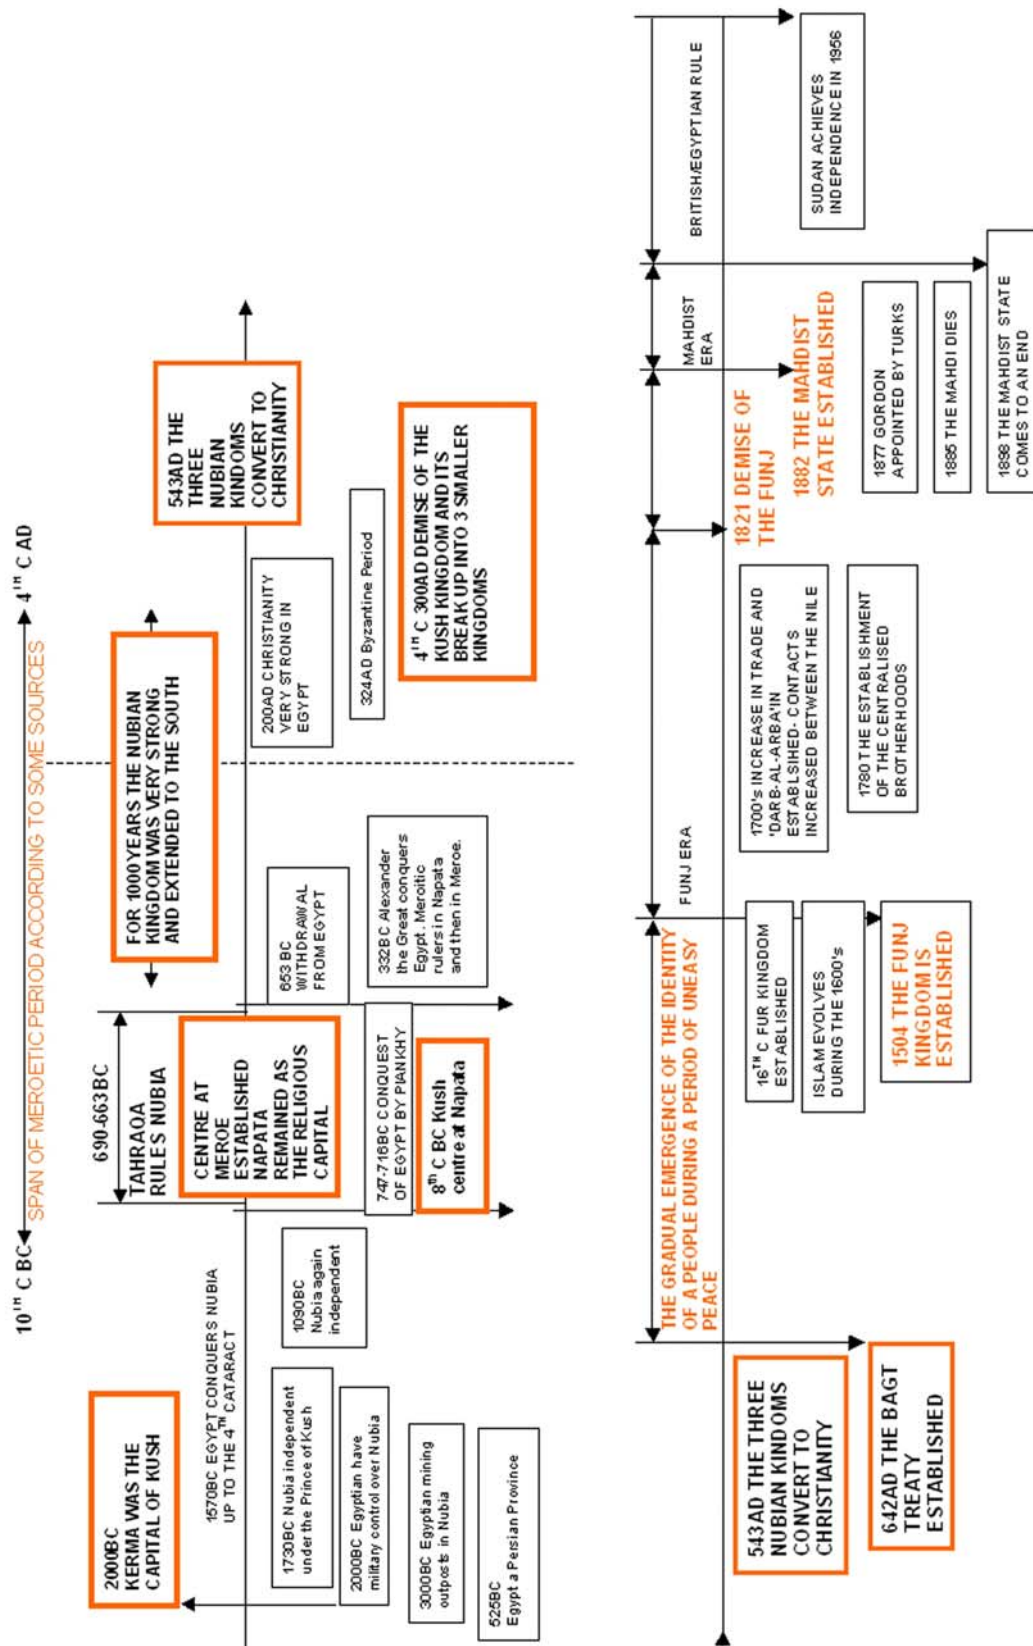 10TH C BC
SPAN OF MEROETIC PERIOD ACCORDING TO SOME SOURCES
4TH C AD
2000BC
KERMA WAS THE
CAPITAL OF KUSH
1570BC EGYPT CONQUERS NUBIA
UP TO THE 4TH CATARACT
690-663BC
TAHRAQA
RULES NUBIA
FOR 1000 YEARS THE NUBIAN
KINGDOM WAS VERY STRONG
AND EXTENDED TO THE SOUTH
543AD THE
THREE
NUBIAN
KINDOMS
CONVERT TO
CHRISTIANITY
CENTRE AT
MEROE
ESTABLISHED
NAPATA
REMAINED AS
THE RELIGIOUS
CAPITAL
1730BC Nubia independent
under the Prince of Kush
2000BC Egyptian have
military control over Nubia
3000BC Egyptian mining
outposts in Nubia
525BC
Egypt a Persian Province
1090BC
Nubia again
independent
747-716BC CONQUEST
OF EGYPT BY PIANKHY
8th C BC Kush
centre at Napata
653 BC
WITHDRAWAL
FROM EGYPT
332BC Alexander
the Great conquers
Egypt. Meroitic
rulers in Napata
and then in Meroe.
200AD CHRISTIANITY
VERY STRONG IN
EGYPT
324AD Byzantine Period
4TH C 300AD DEMISE OF THE
KUSH KINGDOM AND ITS
BREAK UP INTO 3 SMALLER
KINGDOMS
THE GRADUAL EMERGENCE OF THE IDENTITY
OF A PEOPLE DURING A PERIOD OF UNEASY
PEACE
FUNJ ERA
MAHDIST
ERA
BRITISH/EGYPTIAN RULE
543AD THE THREE
NUBIAN KINDOMS
CONVERT TO
CHRISTIANITY
642AD THE BAGT
TREATY
ESTABLISHED
16TH C FUR KINGDOM
ESTABLISHED
ISLAM EVOLVES
DURING THE 1600's
1504 THE FUNJ
KINGDOM IS
ESTABLISHED
1700's INCREASE IN TRADE AND
'DARB-AL-ARBA'IN
ESTABLSIHED- CONTACTS
INCREASED BETWEEN THE NILE
1780 THE ESTABLISHMENT
OF THE CENTRALISED
BROTHERHOODS
1821 DEMISE OF
THE FUNJ
1882 THE MAHDIST
STATE ESTABLISHED
1877 GORDON
APPOINTED BY TURKS
1885 THE MAHDI DIES
1898 THE MAHDIST STATE
COMES TO AN END
SUDAN ACHIEVES
INDEPENDENCE IN 1956